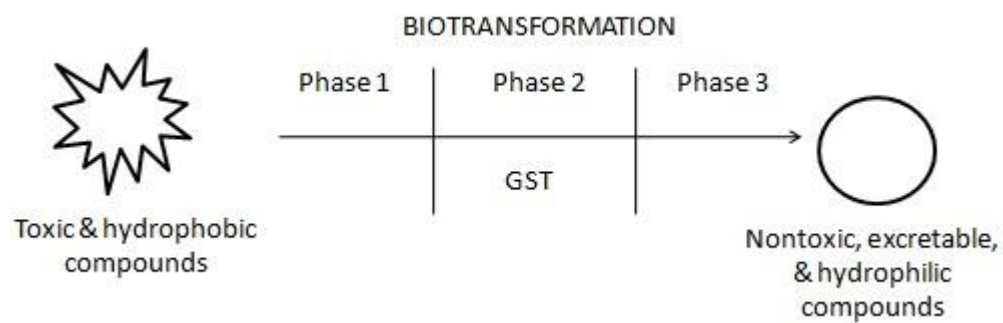 BIOTRANSFORMATION
Phase 1
Phase 2
Phase 3
GST
Toxic & hydrophobic
compounds
Nontoxic, excretable,
& hydrophilic
compounds